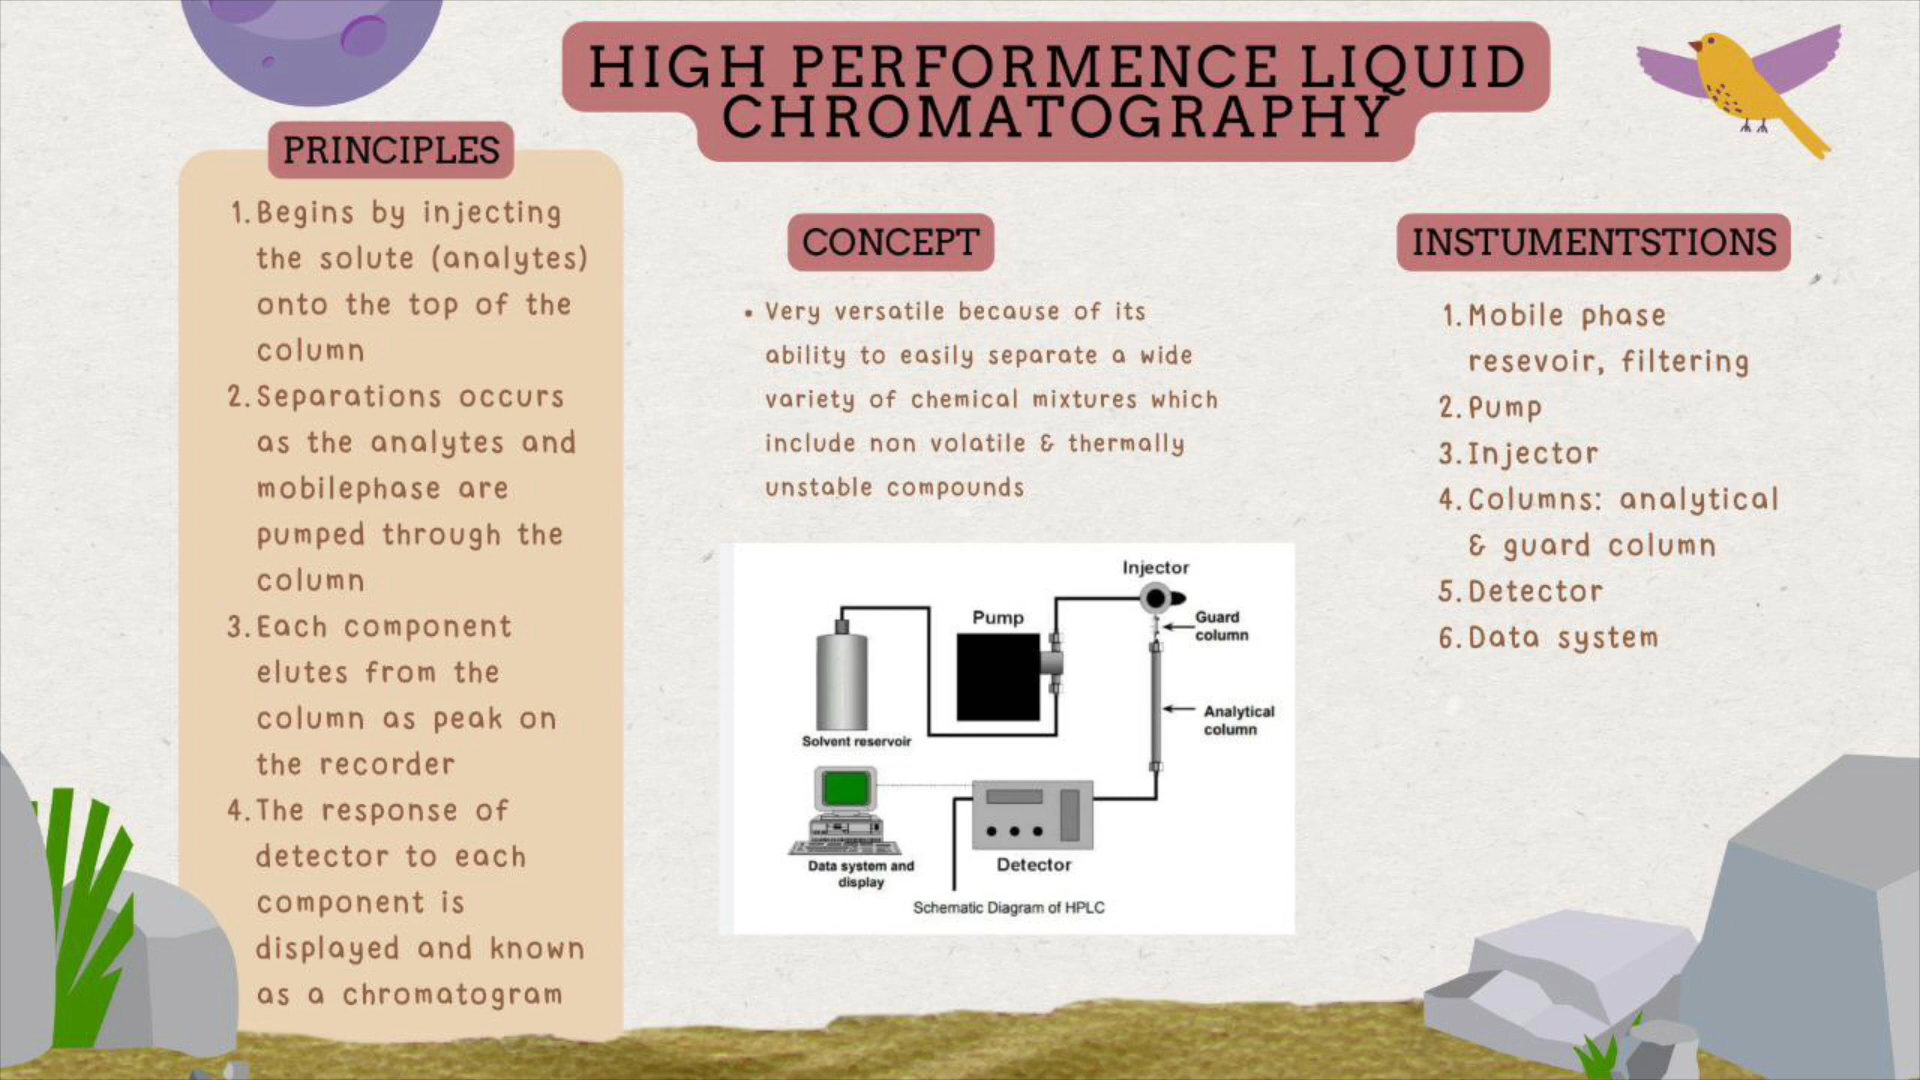 HIGH PERFORMENCE LIQUID
CHROMATOGRAPHY
PRINCIPLES
1. Begins by injecting
the solute (analytes)
onto the top of the
column
2. Separations occurs
as the analytes and
mobilephase are
pumped through the
column
3. Each component
elutes from the
column as peak on
the recorder
4. The response of
detector to each
component is
displayed and known
as a chromatogram
CONCEPT
• Very versatile because of its
ability to easily separate a wide
variety of chemical mixtures which
include non volatile & thermally
unstable compounds
Injector
Pump
Guard
column
Solvent reservoir
Analytical
column
Data system and
display
Detector
Schematic Diagram of HPLC
INSTUMENTSTIONS
1. Mobile phase
resevoir, filtering
2. Pump
3. Injector
4. Columns: analytical
& guard column
5. Detector
6. Data system